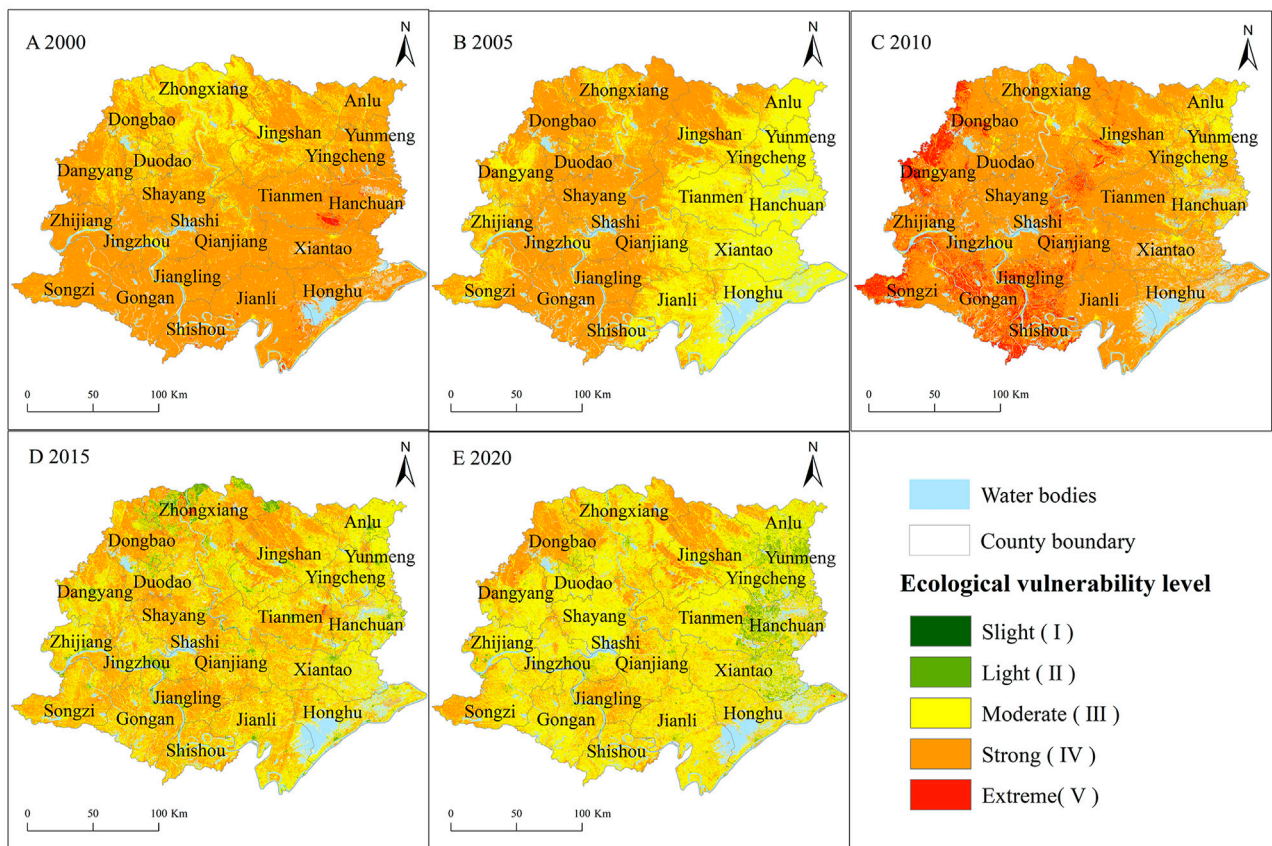 A 2000
N
Zhongxiang
Anlu
Dongbao
Jingshan
Yunmeng
Duodao
Yingcheng
Dangyang
Shayang
Tianmen
Hanchuan
Zhijiang
Shashi
Jingzhou
Qianjiang
Xiantao
Jiangling
Songzi
Gongan
Jianli
Honghu
Shishou
0 50 100 Km
B 2005
N
Zhongxiang
Anlu
Dongbao
Jingshan
Yunmeng
Duodao
Yingcheng
Dangyang
Shayang
Tianmen
Hanchuan
Zhijiang
Shashi
Jingzhou
Qianjiang
Xiantao
Jiangling
Songzi
Gongan
Jianli
Honghu
Shishou
0 50 100 Km
C 2010
N
Zhongxiang
Anlu
Dongbao
Jingshan
Yunmeng
Duodao
Yingcheng
Dangyang
Shayang
Tianmen
Hanchuan
Zhijiang
Shashi
Jingzhou
Qianjiang
Xiantao
Jiangling
Songzi
Gongan
Jianli
Honghu
Shishou
0 50 100 Km
D 2015
N
Zhongxiang
Anlu
Dongbao
Jingshan
Yunmeng
Duodao
Yingcheng
Dangyang
Shayang
Tianmen
Hanchuan
Zhijiang
Shashi
Jingzhou
Qianjiang
Xiantao
Jiangling
Songzi
Gongan
Jianli
Honghu
Shishou
0 50 100 Km
E 2020
N
Zhongxiang
Anlu
Dongbao
Jingshan
Yunmeng
Duodao
Yingcheng
Dangyang
Shayang
Tianmen
Hanchuan
Zhijiang
Shashi
Jingzhou
Qianjiang
Xiantao
Jiangling
Songzi
Gongan
Jianli
Honghu
Shishou
0 50 100 Km
Water bodies
County boundary
Ecological vulnerability level
Slight ( I )
Light ( II )
Moderate ( III )
Strong ( IV )
Extreme( V )